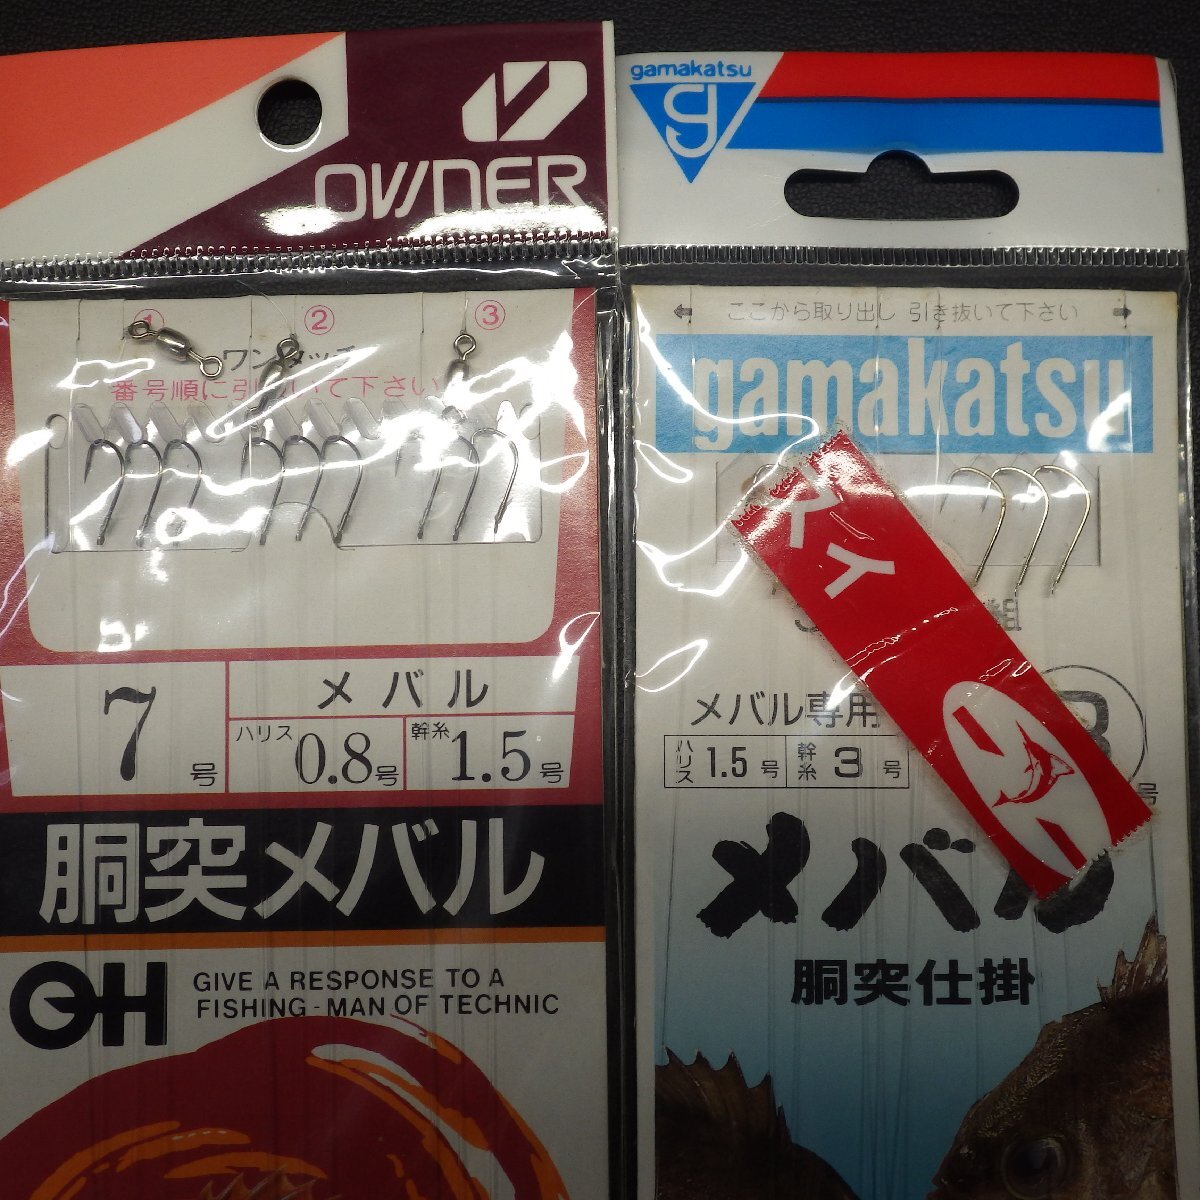 OWNER
① ② ③
ワンタッチ
番号順に引き抜いて下さい
7号
メバル
ハリス 0.8号
幹糸 1.5号
胴突メバル
GIVE A RESPONSE TO A
FISHING-MAN OF TECHNIC
gamakatsu
ここから取り出し 引き抜いて下さい
gamakatsu
スイ
組
メバル専用
ハリス 1.5号
幹糸 3号
号
メバル
胴突仕掛